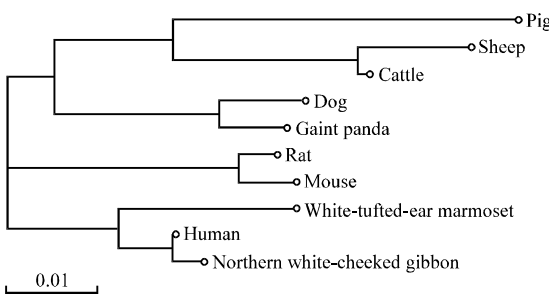 Pig
Sheep
Cattle
Dog
Gaint panda
Rat
Mouse
White-tufted-ear marmoset
Human
Northern white-cheeked gibbon
0.01